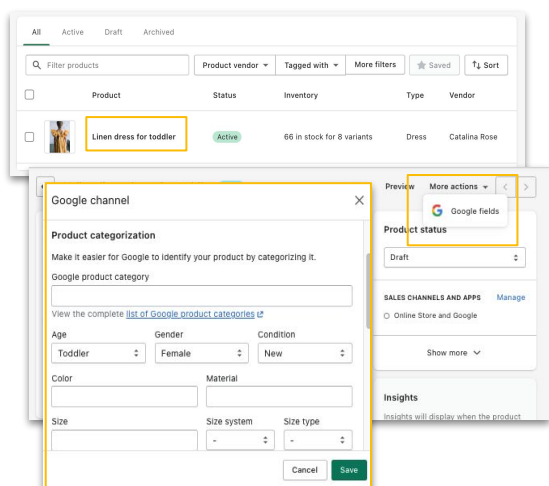 All Active Draft Archived
Filter products Product vendor Tagged with More filters Saved Sort
Product Status Inventory Type Vendor
Linen dress for toddler Active 66 in stock for 8 variants Dress Catalina Rose
Preview More actions
Google fields
Google channel
Product categorization
Make it easier for Google to identify your product by categorizing it.
Google product category
View the complete list of Google product categories
Age Gender Condition
Toddler Female New
Color Material
Size Size system Size type
- -
Cancel Save
Product status
Draft
SALES CHANNELS AND APPS Manage
Online Store and Google
Show more
Insights
Insights will display when the product